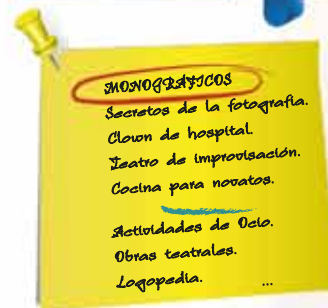 MONOGRÁFICOS
Secretos de la fotografía.
Clown de hospital.
Teatro de improvisación.
Cocina para novatos.
Actividades de Ocio.
Obras teatrales.
Logopedia. ...